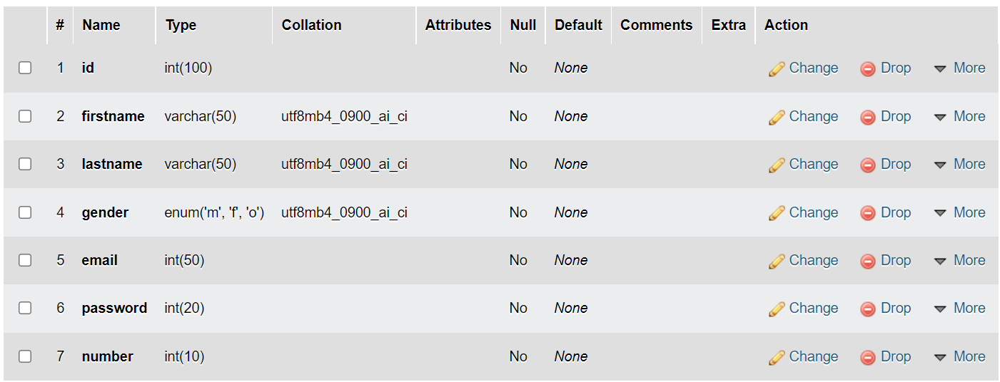 # Name Type Collation Attributes Null Default Comments Extra Action
1 id int(100) No None Change Drop More
2 firstname varchar(50) utf8mb4_0900_ai_ci No None Change Drop More
3 lastname varchar(50) utf8mb4_0900_ai_ci No None Change Drop More
4 gender enum('m', 'f', 'o') utf8mb4_0900_ai_ci No None Change Drop More
5 email int(50) No None Change Drop More
6 password int(20) No None Change Drop More
7 number int(10) No None Change Drop More